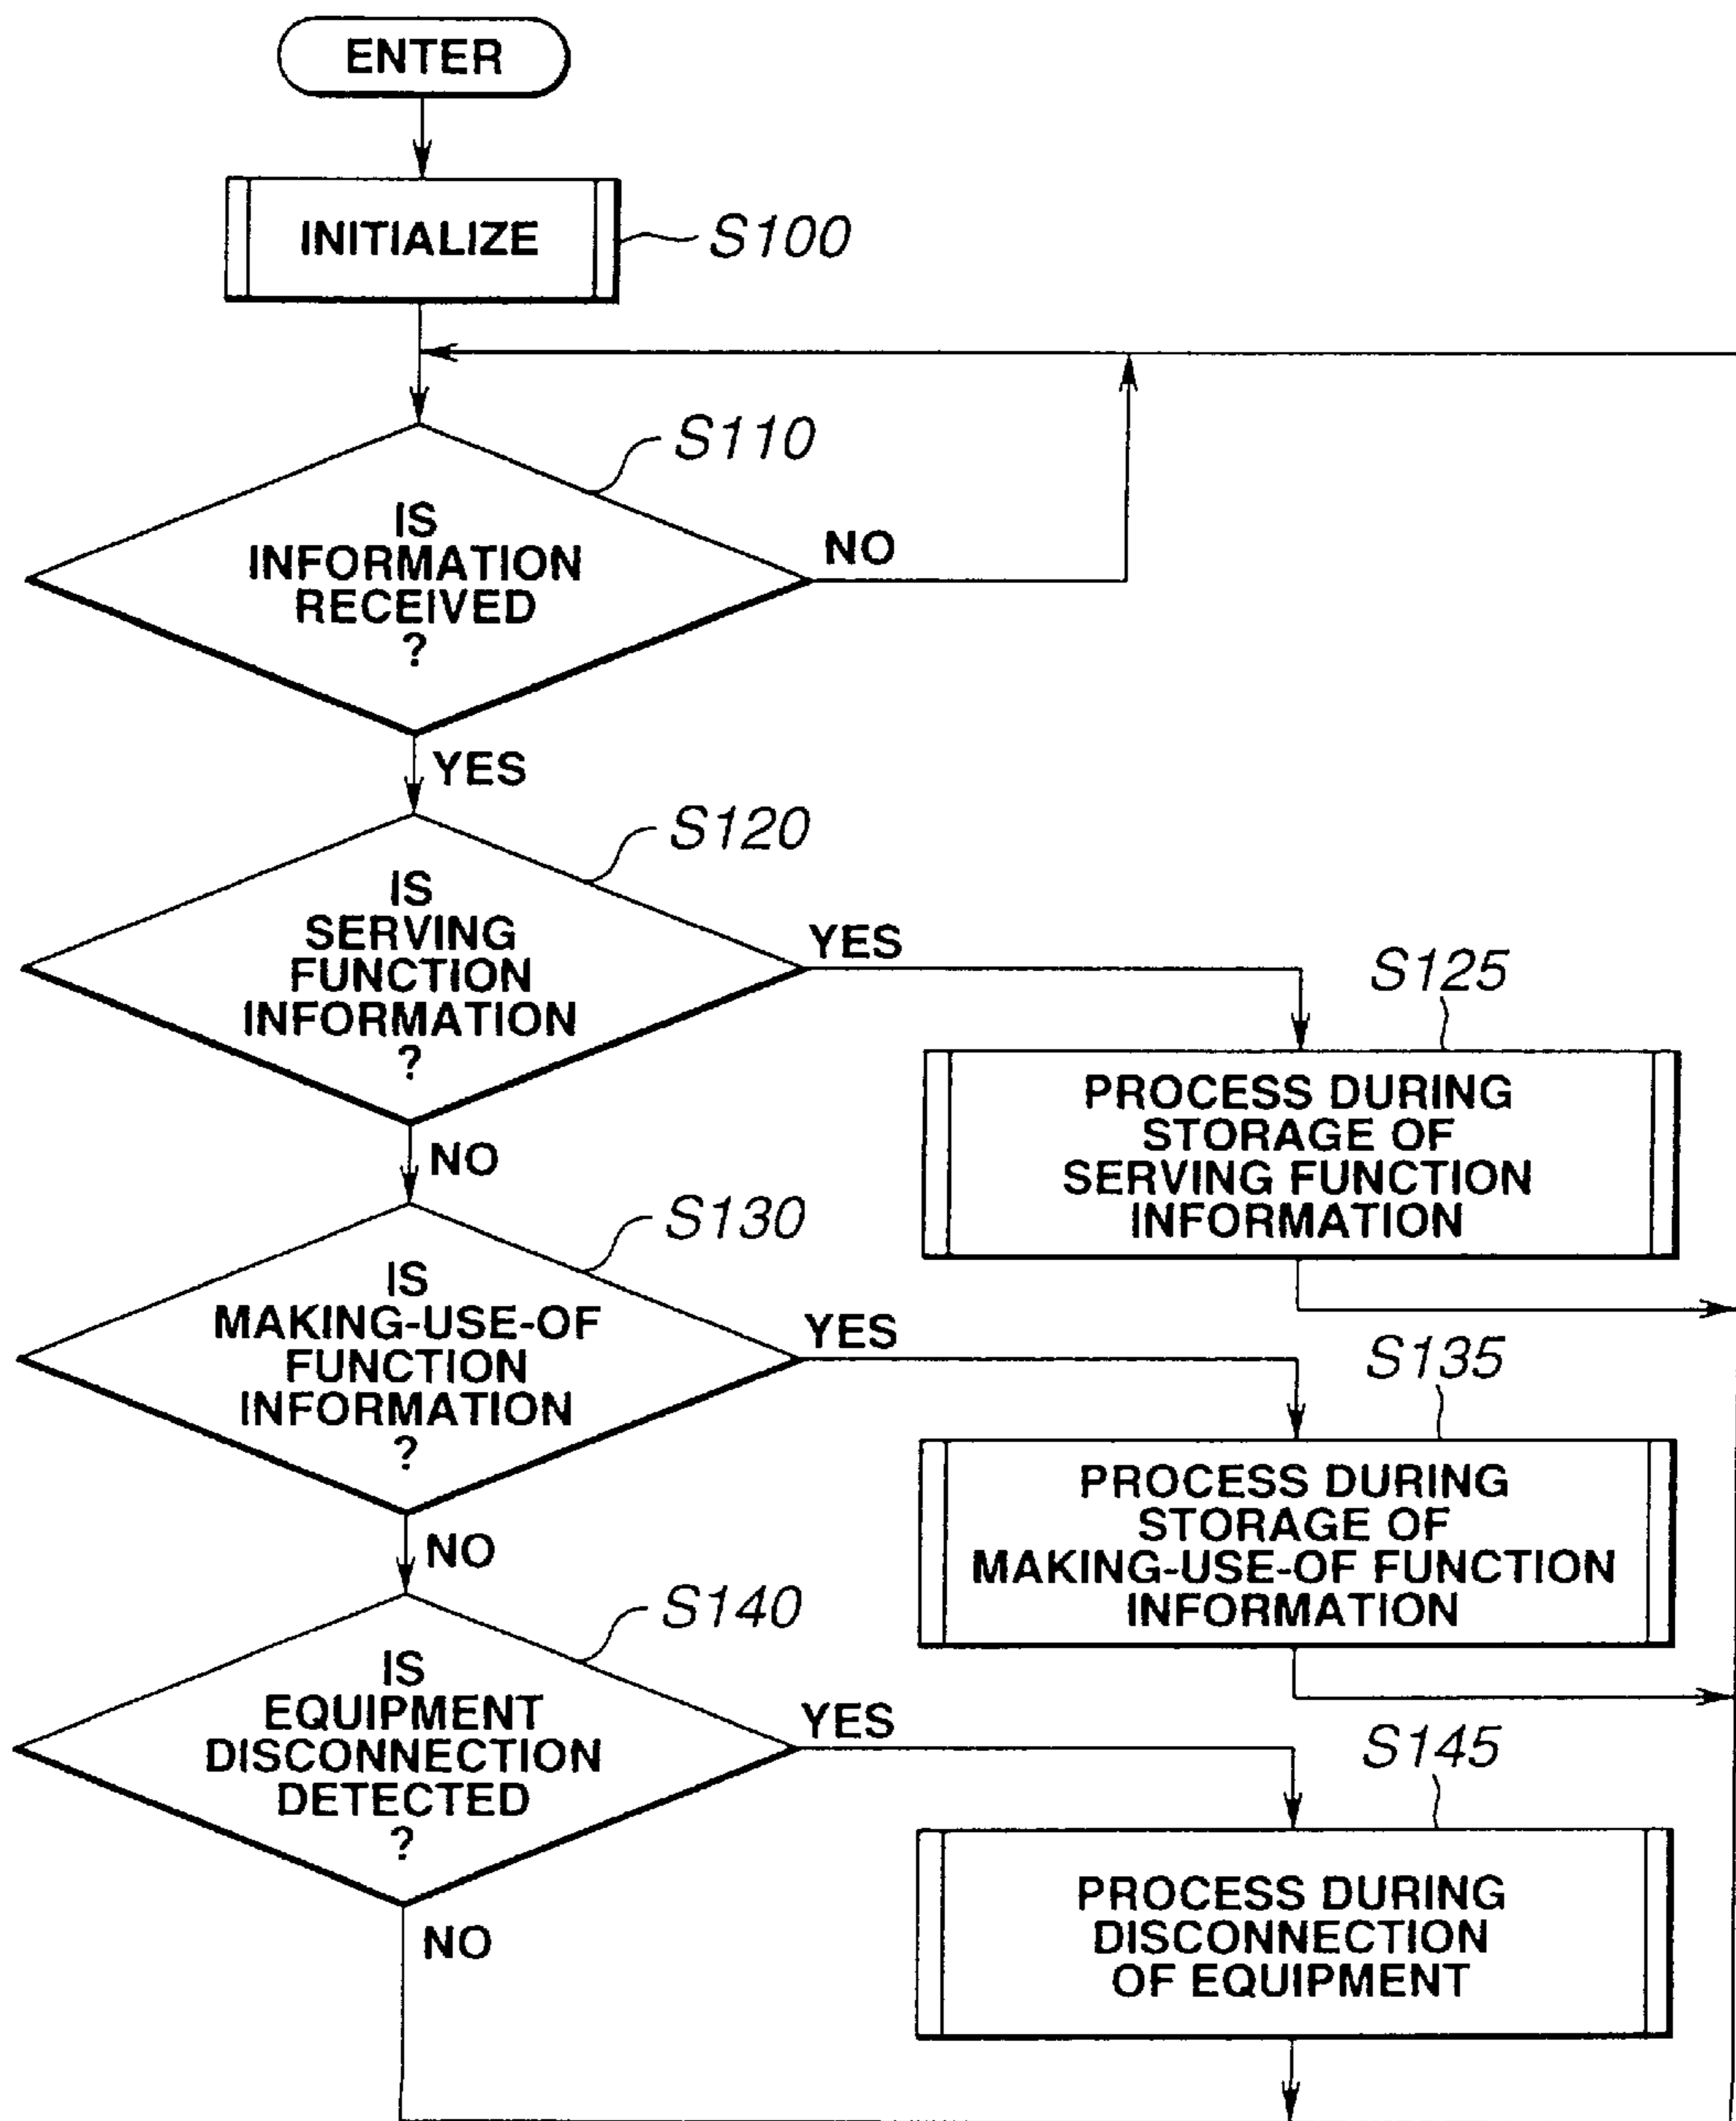 ENTER
INITIALIZE
S100
S110
IS
INFORMATION
RECEIVED
?
NO
YES
S120
IS
SERVING
FUNCTION
INFORMATION
?
YES
S125
PROCESS DURING
STORAGE OF
SERVING FUNCTION
INFORMATION
NO
S130
IS
MAKING-USE-OF
FUNCTION
INFORMATION
?
YES
S135
PROCESS DURING
STORAGE OF
MAKING-USE-OF FUNCTION
INFORMATION
NO
S140
IS
EQUIPMENT
DISCONNECTION
DETECTED
?
YES
S145
PROCESS DURING
DISCONNECTION
OF EQUIPMENT
NO